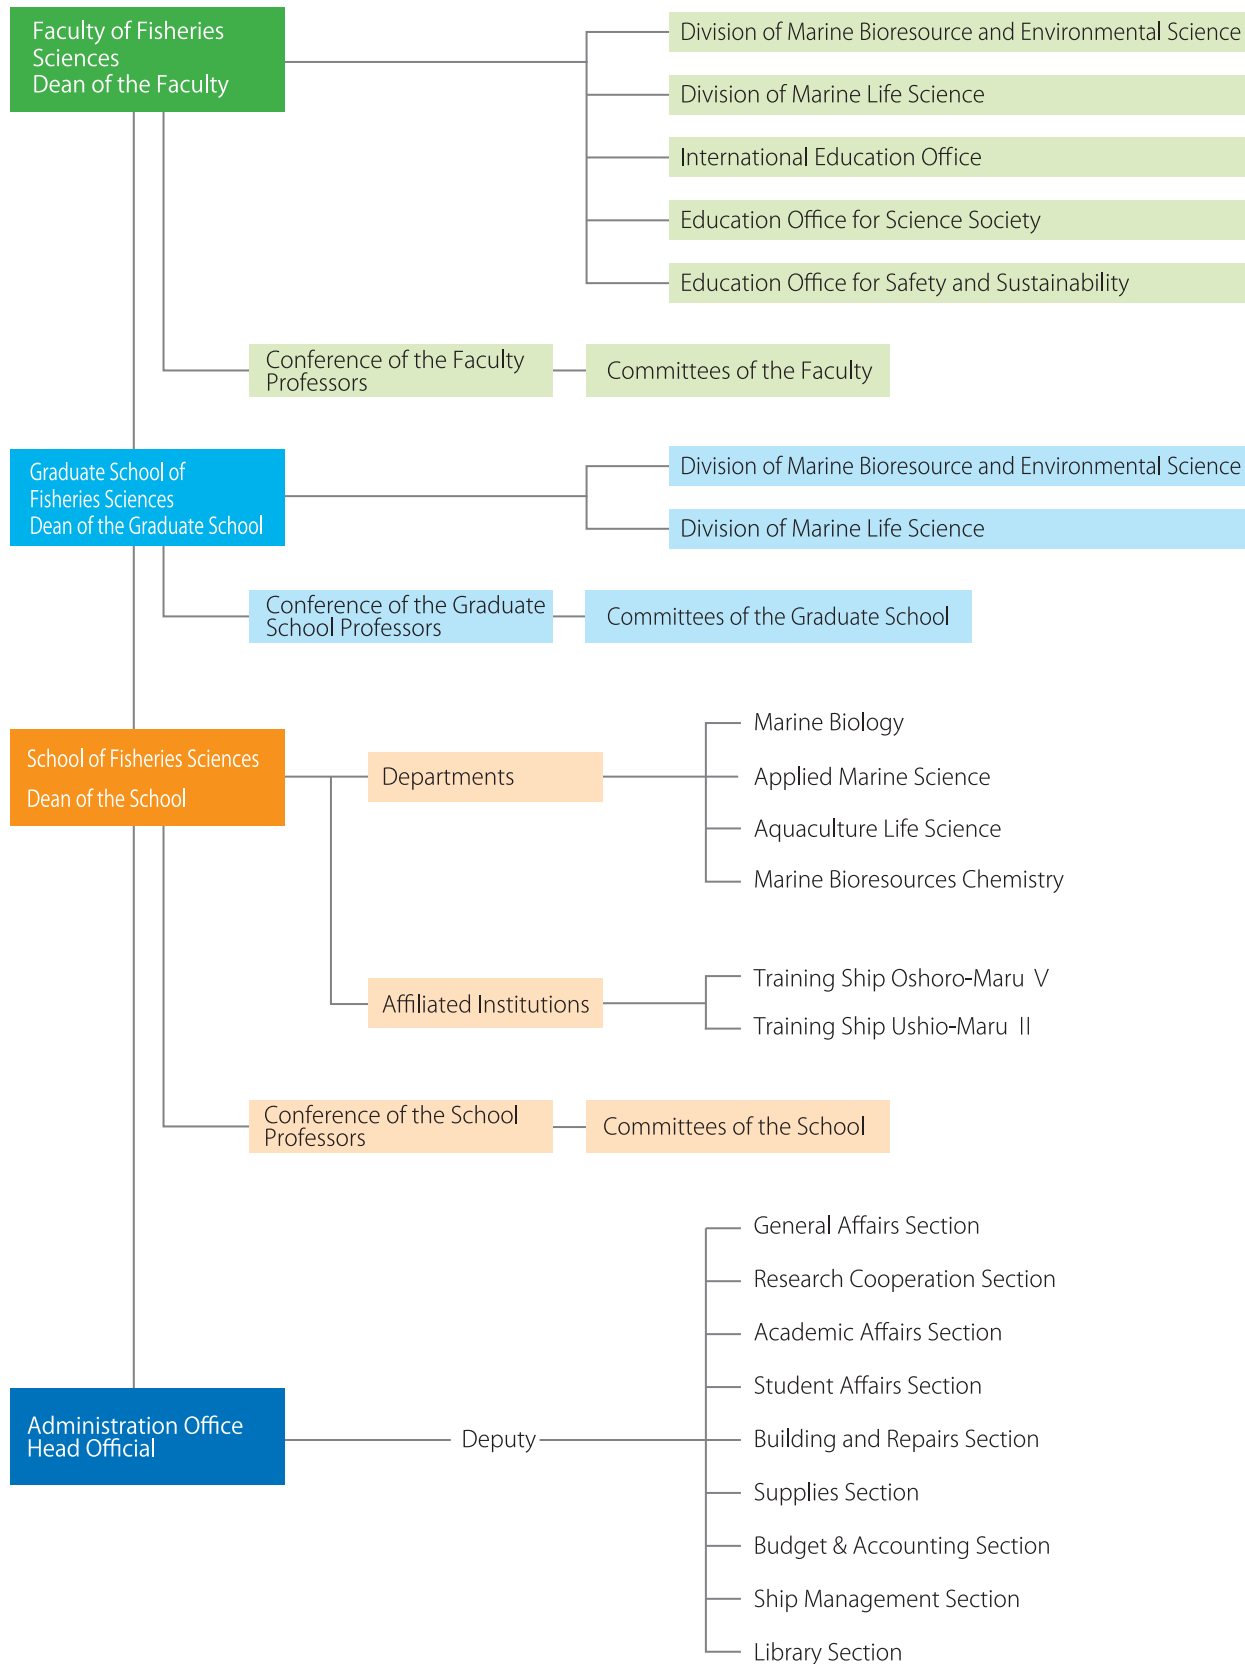 Faculty of Fisheries
Sciences
Dean of the Faculty
Division of Marine Bioresource and Environmental Science
Division of Marine Life Science
International Education Office
Education Office for Science Society
Education Office for Safety and Sustainability
Conference of the Faculty
Professors
Committees of the Faculty
Graduate School of
Fisheries Sciences
Dean of the Graduate School
Division of Marine Bioresource and Environmental Science
Division of Marine Life Science
Conference of the Graduate
School Professors
Committees of the Graduate School
School of Fisheries Sciences
Dean of the School
Departments
Marine Biology
Applied Marine Science
Aquaculture Life Science
Marine Bioresources Chemistry
Affiliated Institutions
Training Ship Oshoro-Maru V
Training Ship Ushio-Maru II
Conference of the School
Professors
Committees of the School
Administration Office
Head Official
Deputy
General Affairs Section
Research Cooperation Section
Academic Affairs Section
Student Affairs Section
Building and Repairs Section
Supplies Section
Budget & Accounting Section
Ship Management Section
Library Section